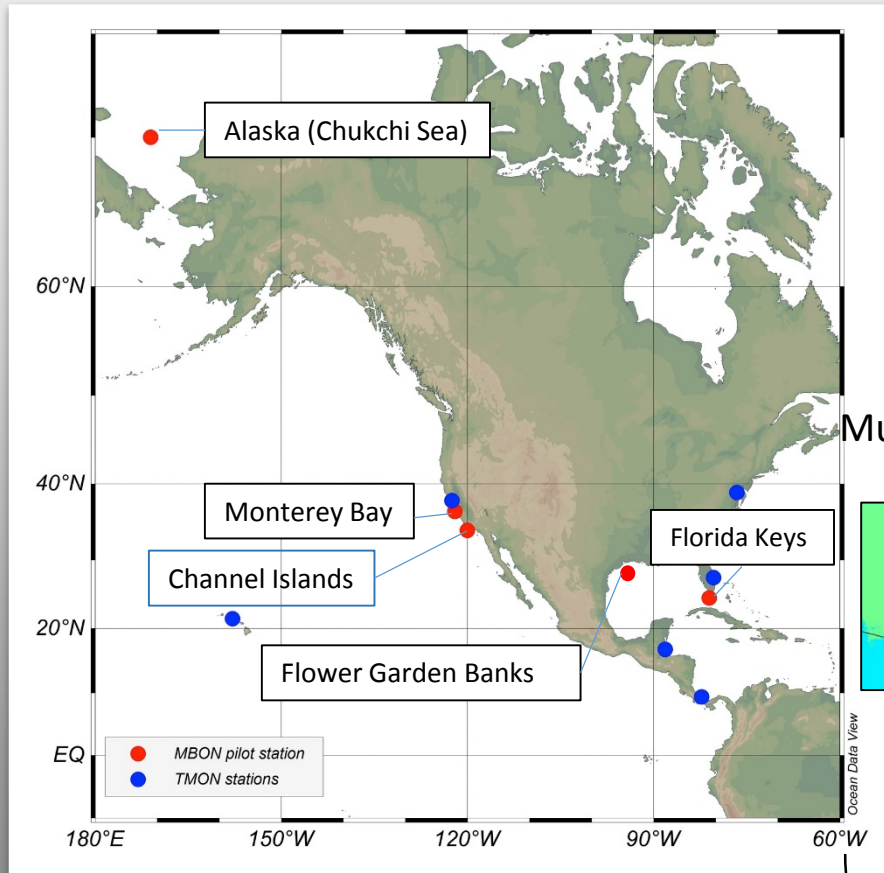 Alaska (Chukchi Sea)
60°N
Mu
40°N
Monterey Bay
Florida Keys
Channel Islands
20°N
Flower Garden Banks
EQ
MBON pilot station
TMON stations
Ocean Data View
180°E
150°W
120°W
90°W
60°W